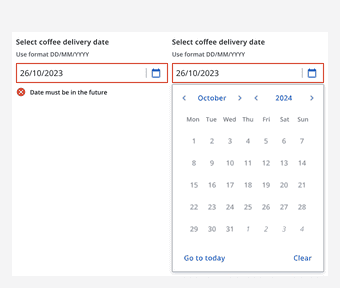 Select coffee delivery date
Use format DD/MM/YYYY
26/10/2023
Date must be in the future
Select coffee delivery date
Use format DD/MM/YYYY
26/10/2023
October 2024
Mon Tue Wed Thu Fri Sat Sun
1 2 3 4 5 6 7
8 9 10 11 12 13 14
15 16 17 18 19 20 21
22 23 24 25 26 27 28
29 30 31 1 2 3 4
Go to today Clear